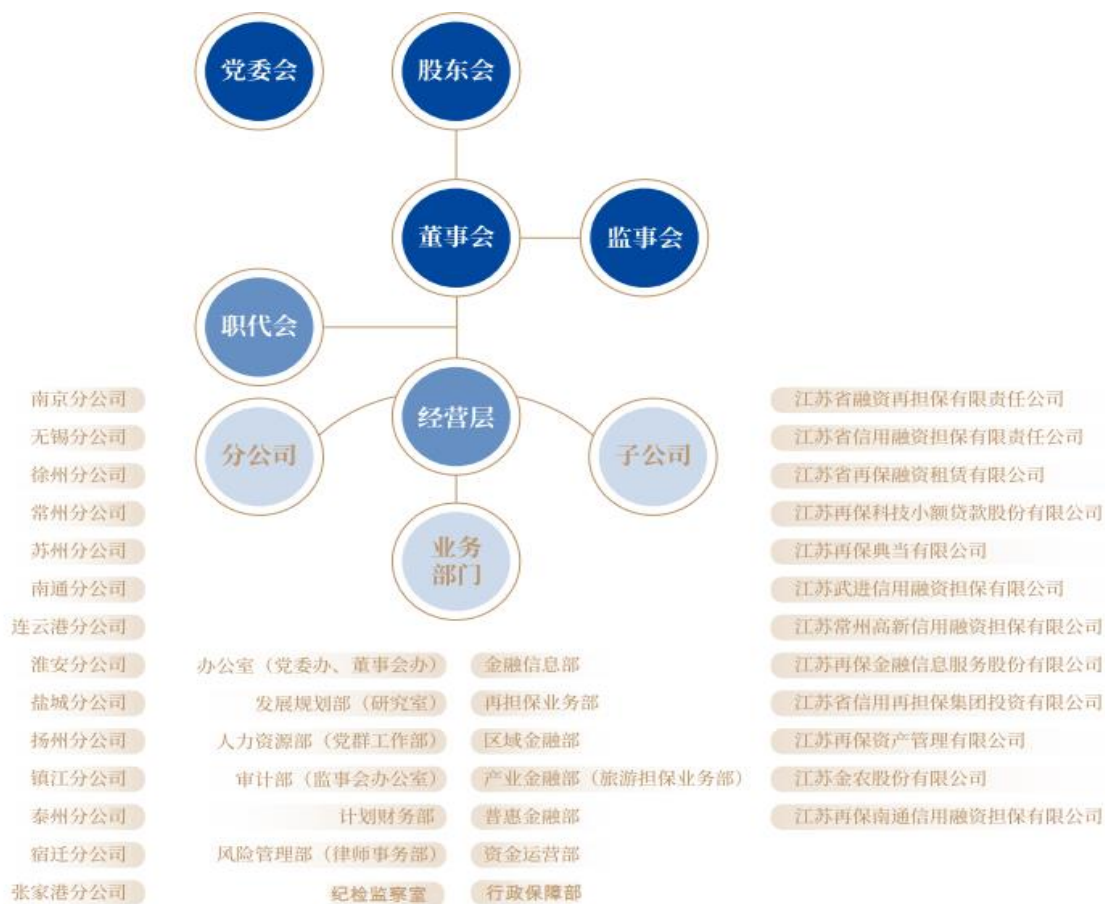 党委会
股东会
董事会
监事会
职代会
经营层
分公司
子公司
业务
部门
南京分公司
无锡分公司
徐州分公司
常州分公司
苏州分公司
南通分公司
连云港分公司
淮安分公司
盐城分公司
扬州分公司
镇江分公司
泰州分公司
宿迁分公司
张家港分公司
办公室（党委办、董事会办）
发展规划部（研究室）
人力资源部（党群工作部）
审计部（监事会办公室）
计划财务部
风险管理部（律师事务部）
纪检监察室
金融信息部
再担保业务部
区域金融部
产业金融部（旅游担保业务部）
普惠金融部
资金运营部
行政保障部
江苏省融资再担保有限责任公司
江苏省信用融资担保有限责任公司
江苏省再保融资租赁有限公司
江苏再保科技小额贷款股份有限公司
江苏再保典当有限公司
江苏武进信用融资担保有限公司
江苏常州高新信用融资担保有限公司
江苏再保金融信息服务股份有限公司
江苏省信用再担保集团投资有限公司
江苏再保资产管理有限公司
江苏金农股份有限公司
江苏再保南通信用融资担保有限公司